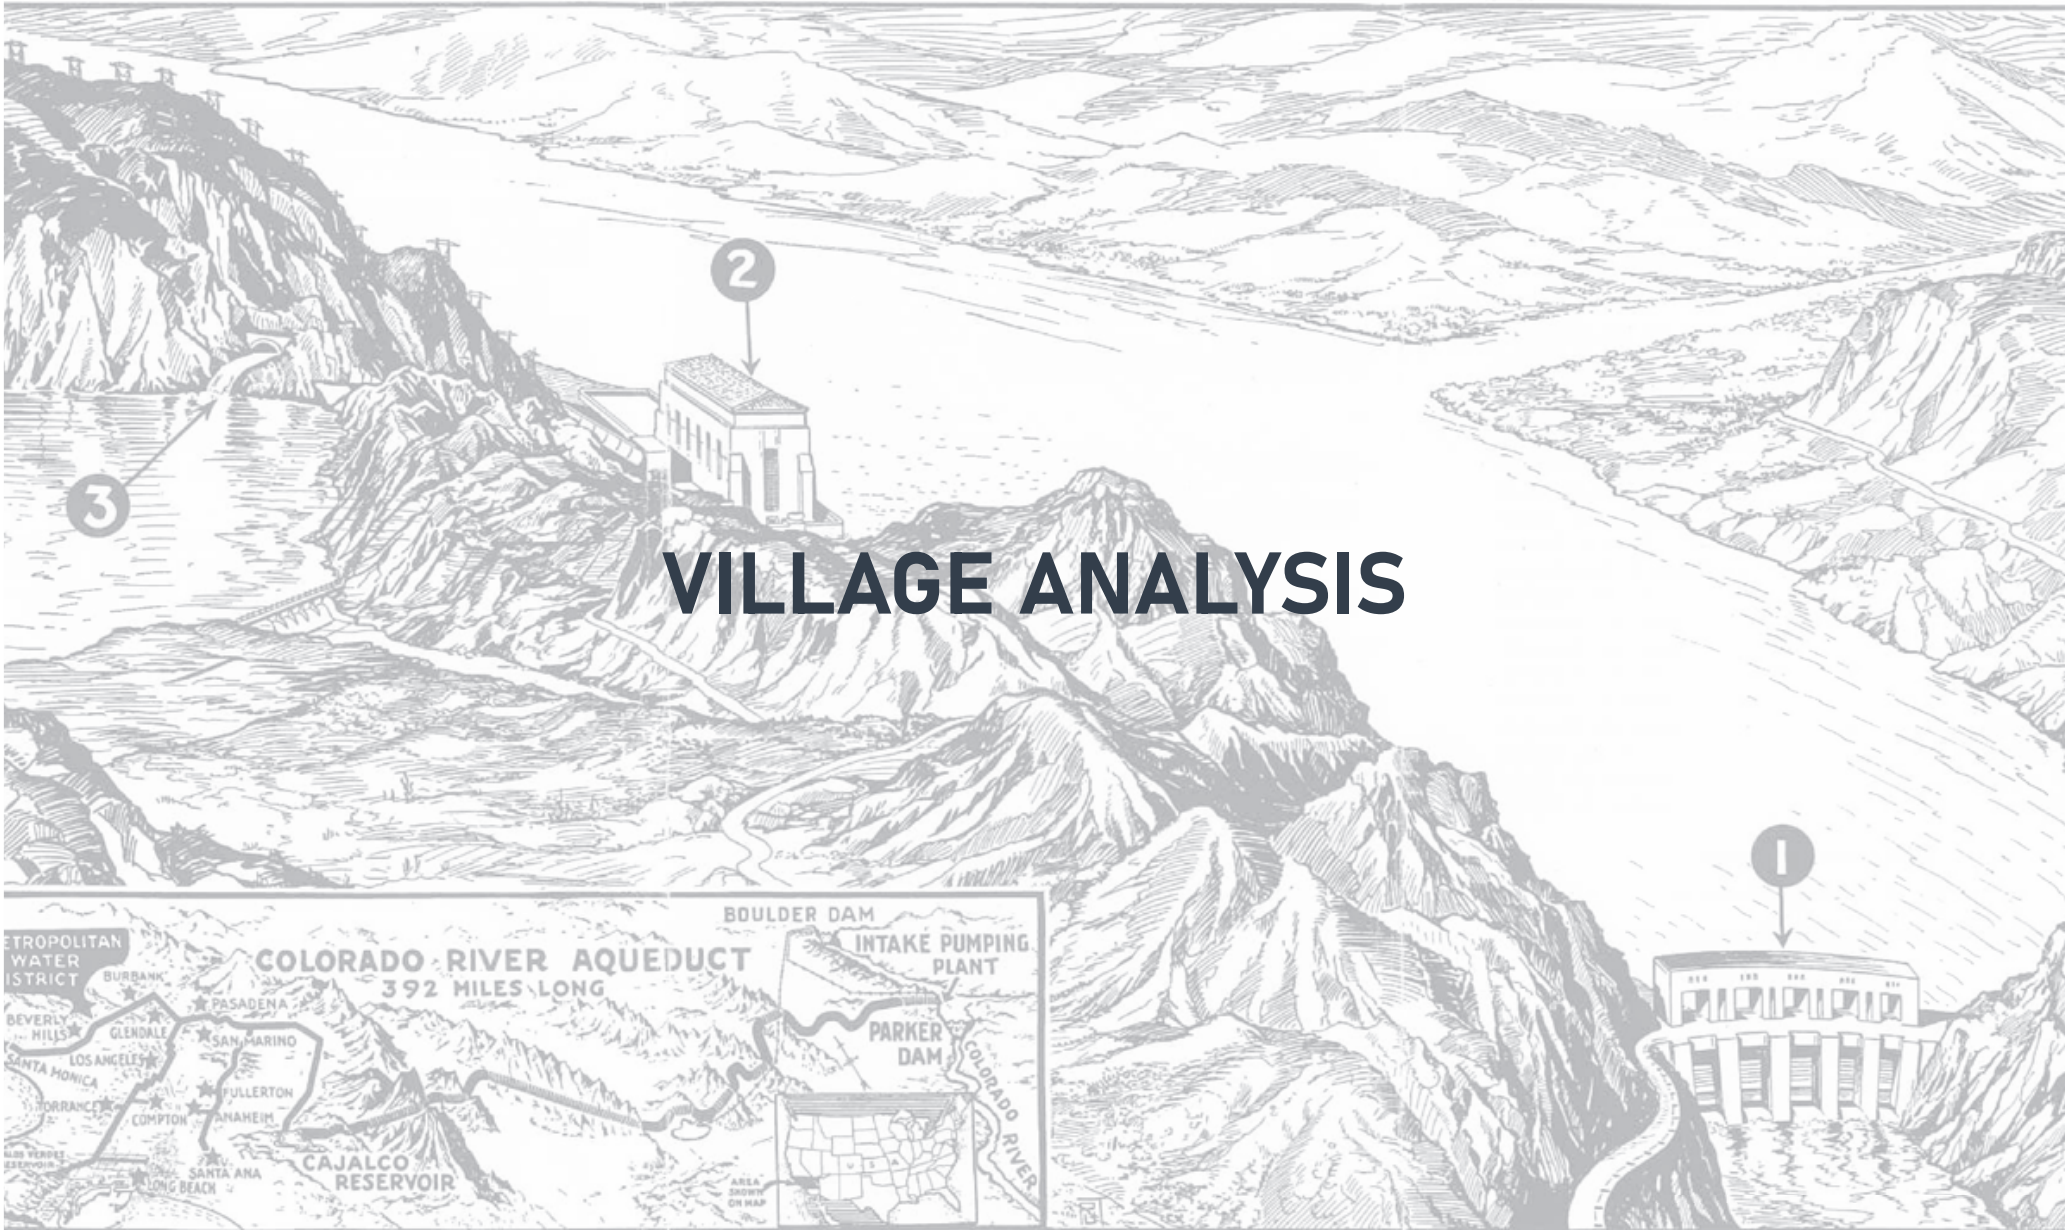 2
3
VILLAGE ANALYSIS
1
BOULDER DAM
INTAKE PUMPING
PLANT
COLORADO RIVER AQUEDUCT
392 MILES LONG
ETROPOLITAN
WATER
ISTRICT
BURBANK
PASADENA
BEVERLY
HILLS
GLENDALE
SAN MARINO
LOS ANGELES
SANTA MONICA
PARKER
DAM
COLORADO RIVER
FULLERTON
TORRANCE
COMPTON
ANAHEIM
CAJALCO
RESERVOIR
SANTA ANA
LONG BEACH
U S
AREA
SHOWN
ON MAP